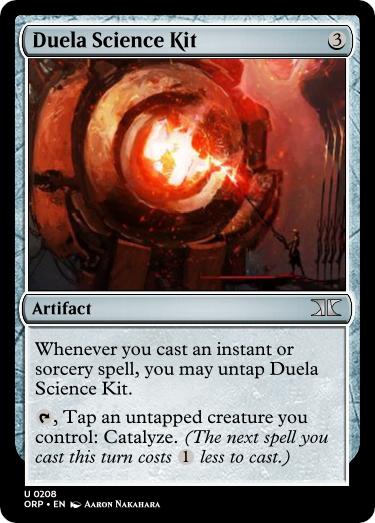 Duela Science Kit 3
Artifact
Whenever you cast an instant or
sorcery spell, you may untap Duela
Science Kit.
, Tap an untapped creature you
control: Catalyze. (The next spell you
cast this turn costs 1 less to cast.)
U 0208
ORP • EN Aaron Nakahara